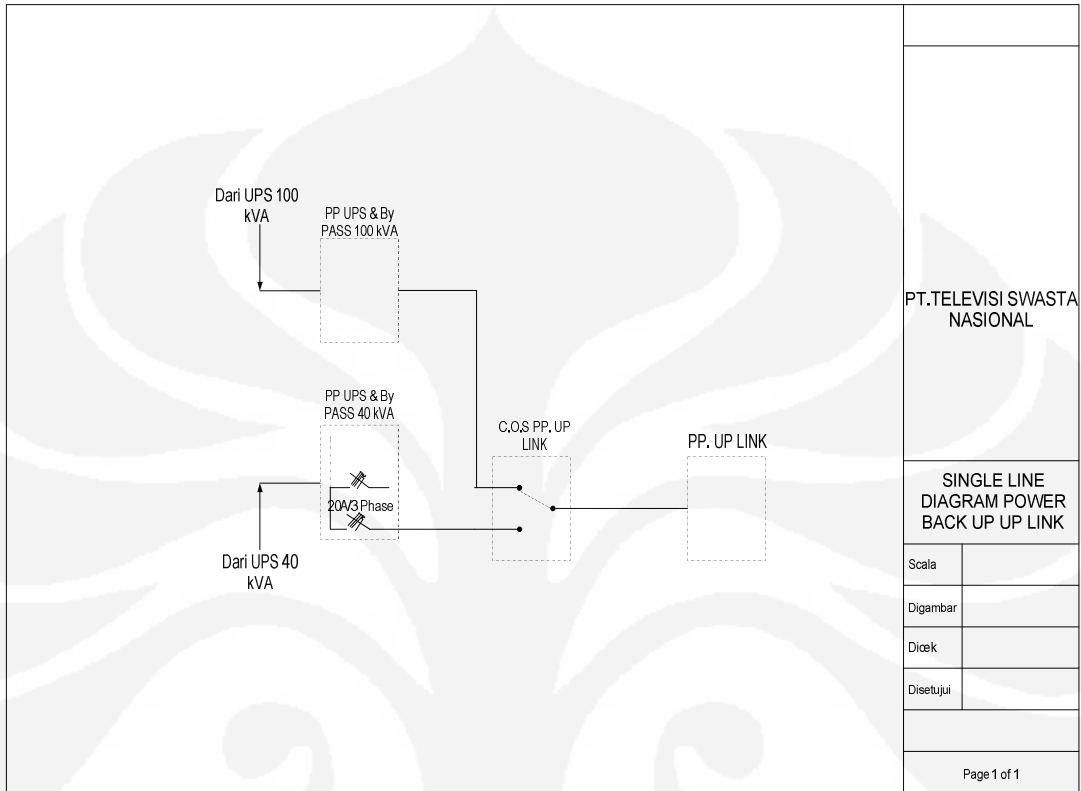 Dari UPS 100
kVA
PP UPS & By
PASS 100 kVA
PP UPS & By
PASS 40 kVA
20A/3 Phase
Dari UPS 40
kVA
C.O.S PP. UP
LINK
PP. UP LINK
PT.TELEVISI SWASTA
NASIONAL
SINGLE LINE
DIAGRAM POWER
BACK UP UP LINK
Scala
Digambar
Dicek
Disetujui
Page 1 of 1